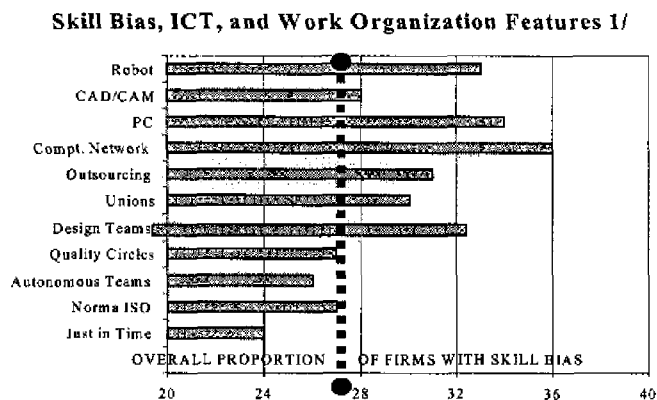 Skill Bias, ICT, and Work Organization Features 1/
Robot
CAD/CAM
PC
Compt. Network
Outsourcing
Unions
Design Teams
Quality Circles
Autonomous Teams
Norma ISO
Just in Time
OVERALL PROPORTION OF FIRMS WITH SKILL BIAS
20 24 28 32 36 40